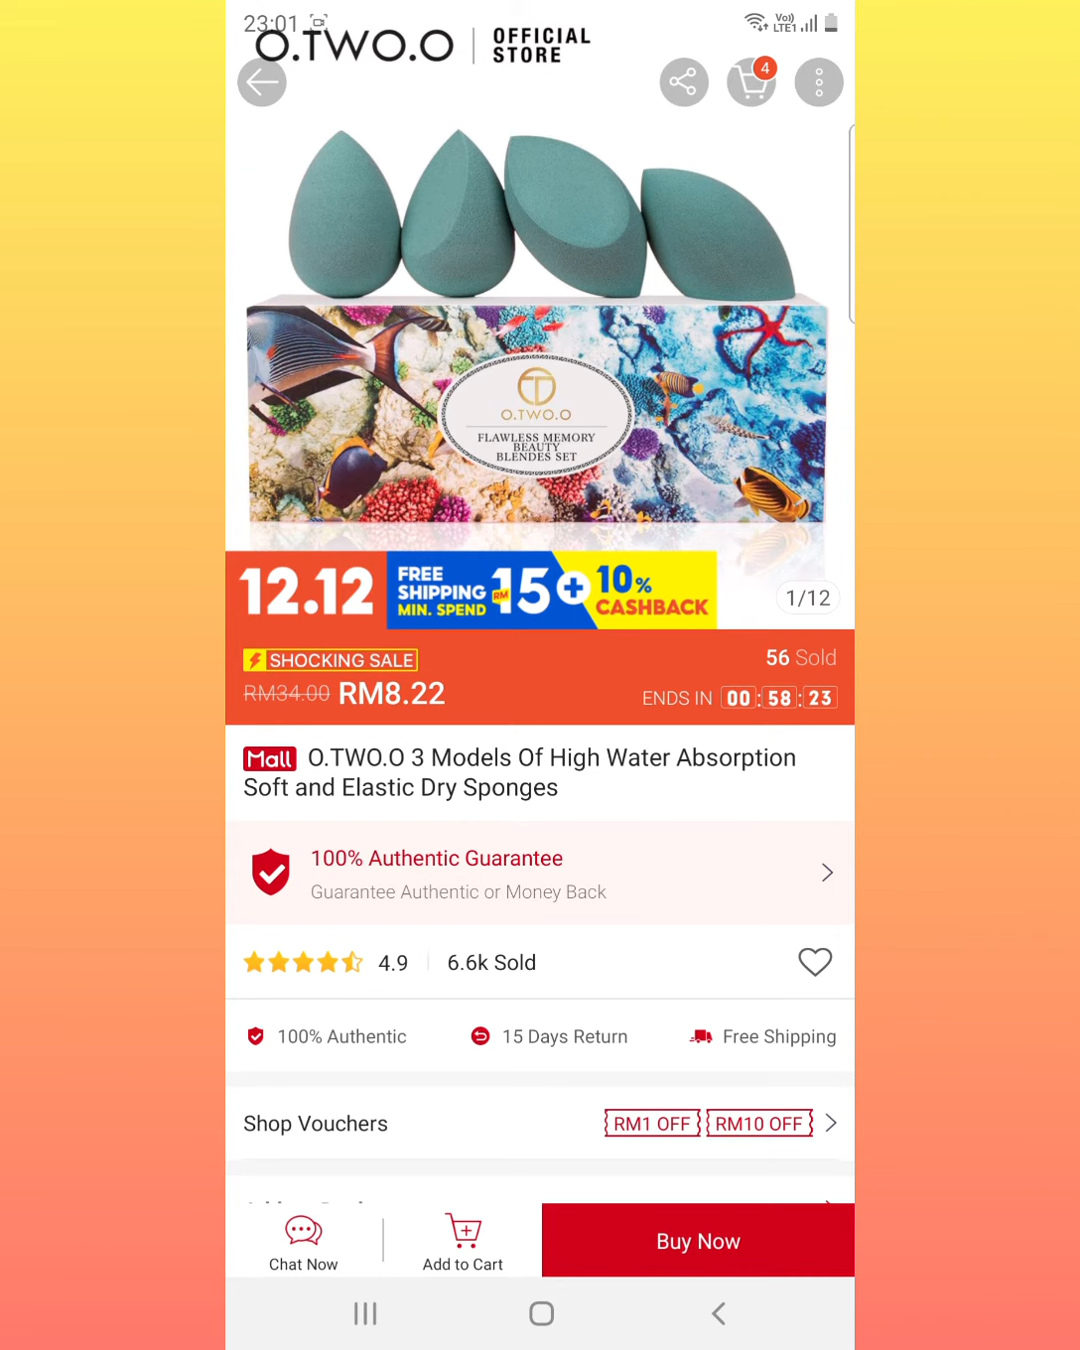 23:01
Vo))
LTE1
O.TWO.O | OFFICIAL
STORE
4
O.TWO.O
FLAWLESS MEMORY
BEAUTY
BLENDES SET
12.12
FREE
SHIPPING
MIN. SPEND
RM15 + 10%
CASHBACK
1/12
SHOCKING SALE
56 Sold
RM34.00 RM8.22
ENDS IN 00:58:23
Mall O.TWO.O 3 Models Of High Water Absorption
Soft and Elastic Dry Sponges
100% Authentic Guarantee
Guarantee Authentic or Money Back
4.9 | 6.6k Sold
100% Authentic
15 Days Return
Free Shipping
Shop Vouchers
RM1 OFF
RM10 OFF
Chat Now
Add to Cart
Buy Now